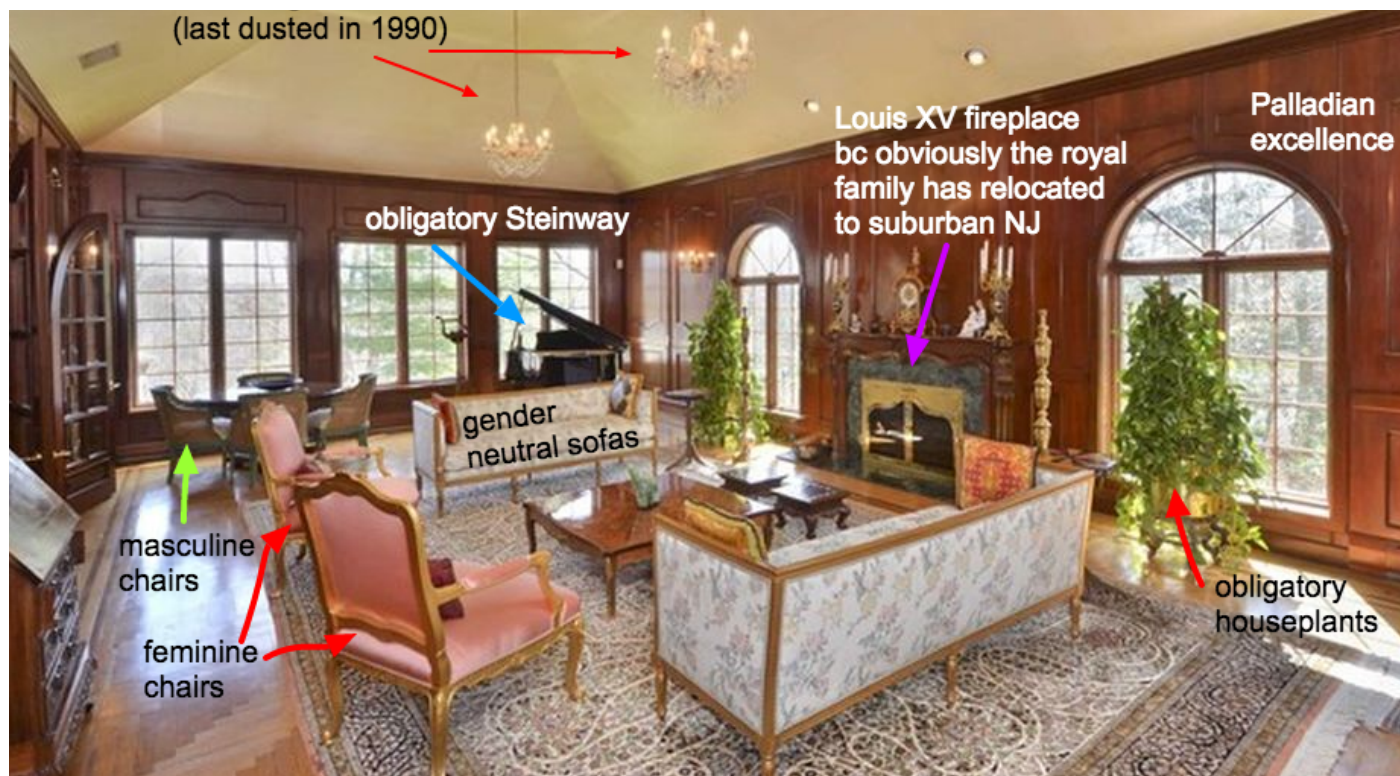 (last dusted in 1990)
Palladian
excellence
Louis XV fireplace
bc obviously the royal
family has relocated
to suburban NJ
obligatory Steinway
gender
neutral sofas
masculine
chairs
feminine
chairs
obligatory
houseplants